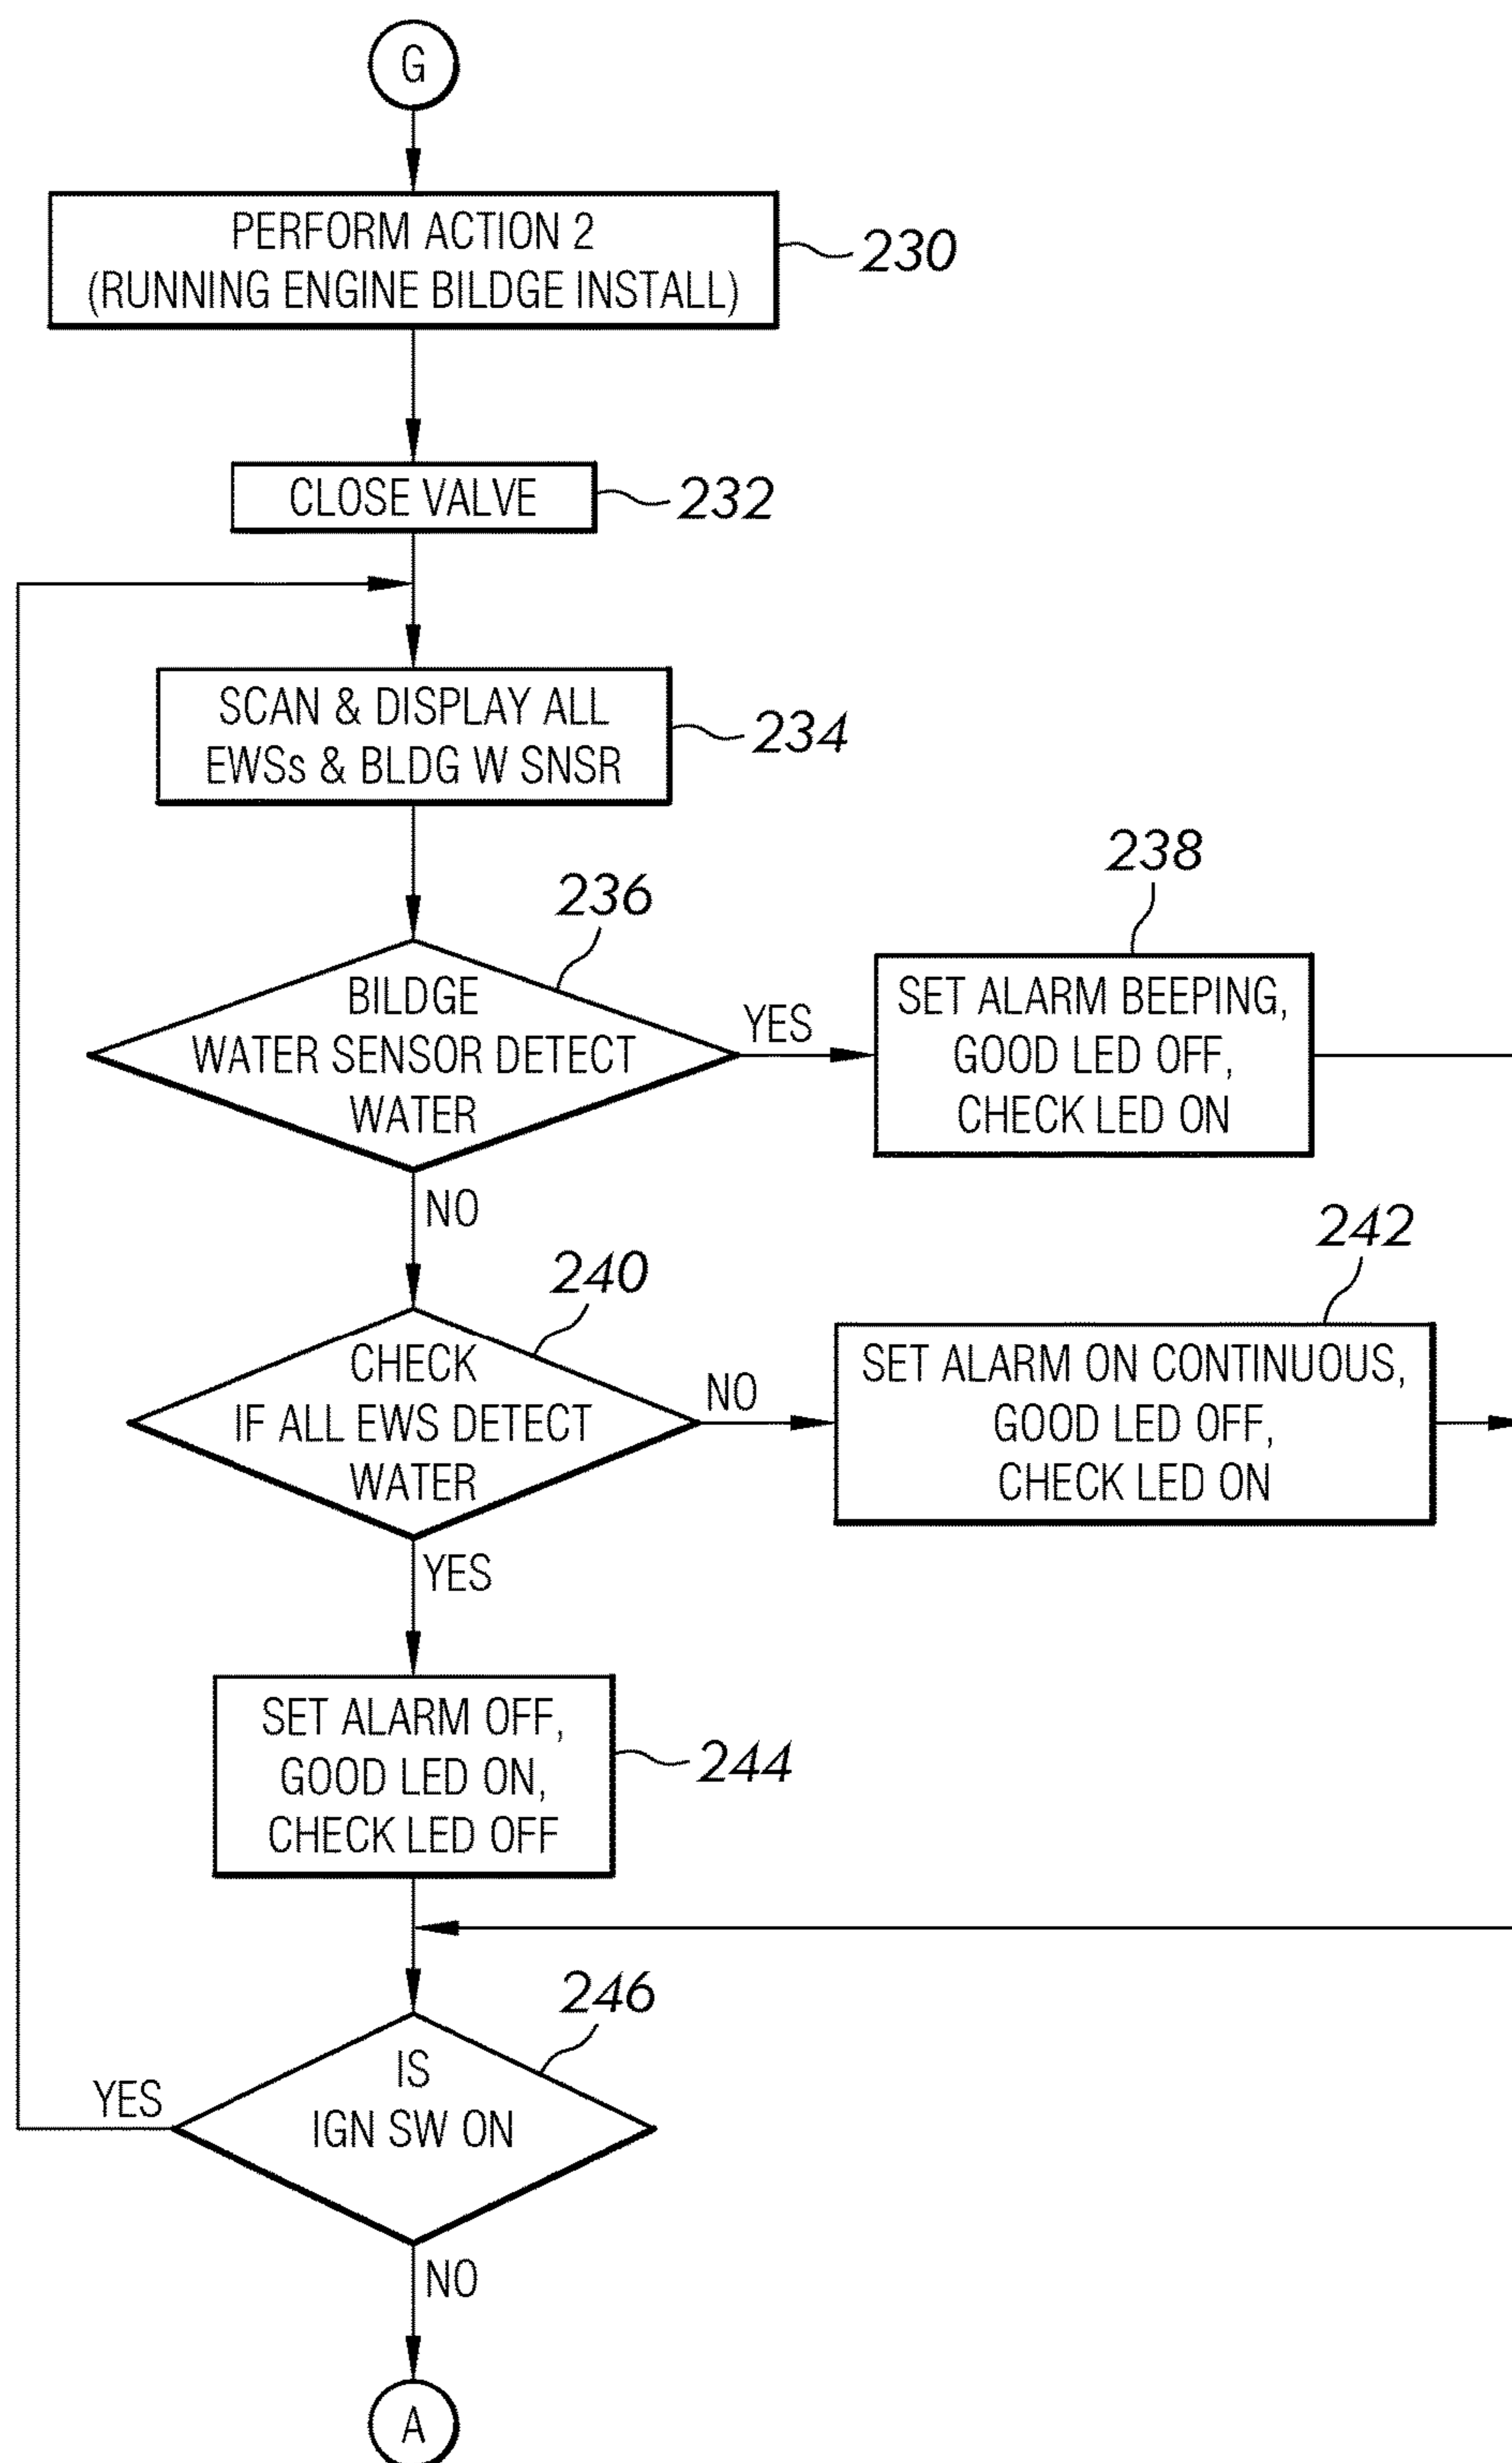 G
PERFORM ACTION 2
(RUNNING ENGINE BILDGE INSTALL)
230
CLOSE VALVE
232
SCAN & DISPLAY ALL
EWSs & BLDG W SNSR
234
236
BILDGE
WATER SENSOR DETECT
WATER
YES
238
SET ALARM BEEPING,
GOOD LED OFF,
CHECK LED ON
NO
240
CHECK
IF ALL EWS DETECT
WATER
NO
242
SET ALARM ON CONTINUOUS,
GOOD LED OFF,
CHECK LED ON
YES
SET ALARM OFF,
GOOD LED ON,
CHECK LED OFF
244
246
IS
IGN SW ON
YES
NO
A